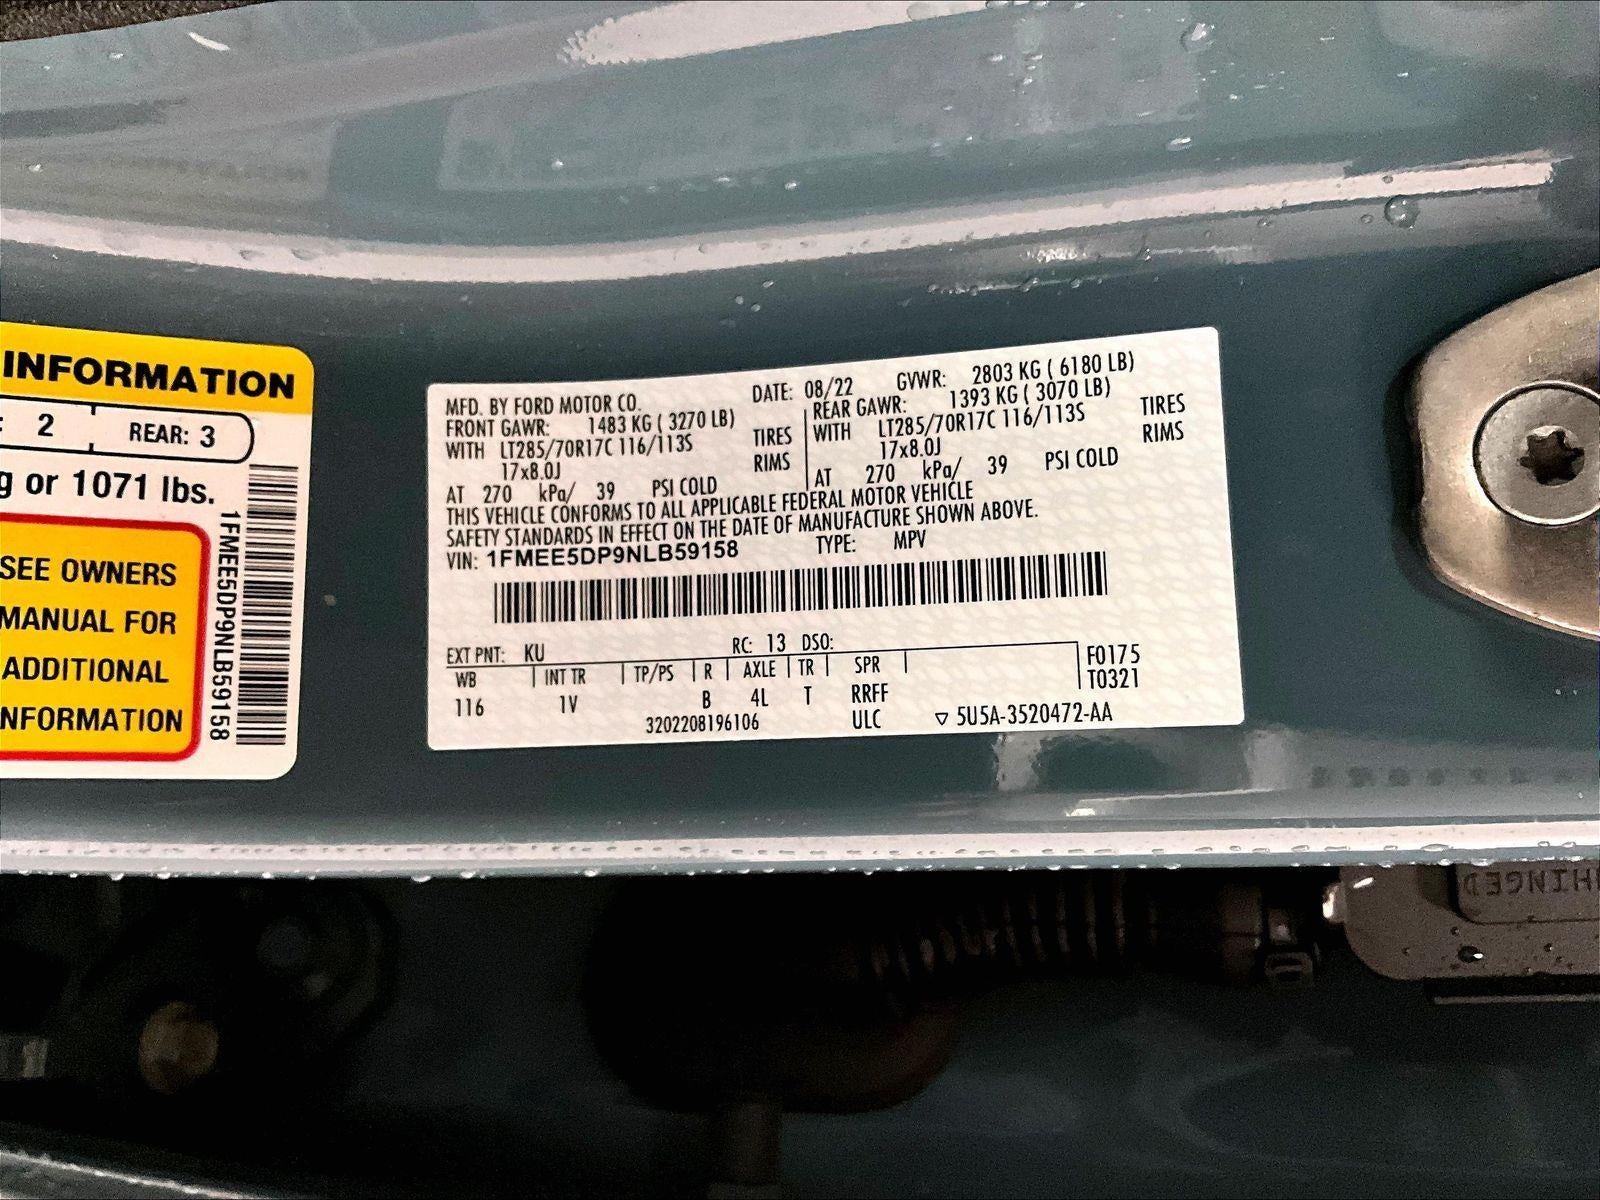 INFORMATION
: 2 REAR: 3
g or 1071 lbs.
SEE OWNERS
MANUAL FOR
ADDITIONAL
NFORMATION
1FMEE5DP9NLB59158
MFD. BY FORD MOTOR CO. DATE: 08/22 GVWR: 2803 KG ( 6180 LB)
FRONT GAWR: 1483 KG ( 3270 LB) REAR GAWR: 1393 KG ( 3070 LB)
WITH LT285/70R17C 116/113S TIRES WITH LT285/70R17C 116/113S TIRES
17x8.0J RIMS 17x8.0J RIMS
AT 270 kPa/ 39 PSI COLD AT 270 kPa/ 39 PSI COLD
THIS VEHICLE CONFORMS TO ALL APPLICABLE FEDERAL MOTOR VEHICLE
SAFETY STANDARDS IN EFFECT ON THE DATE OF MANUFACTURE SHOWN ABOVE.
VIN: 1FMEE5DP9NLB59158 TYPE: MPV
EXT PNT: KU RC: 13 DSO:
WB INT TR TP/PS R AXLE TR SPR F0175
116 1V B 4L T RRFF T0321
3202208196106 ULC ▽ 5U5A-3520472-AA
HINGED